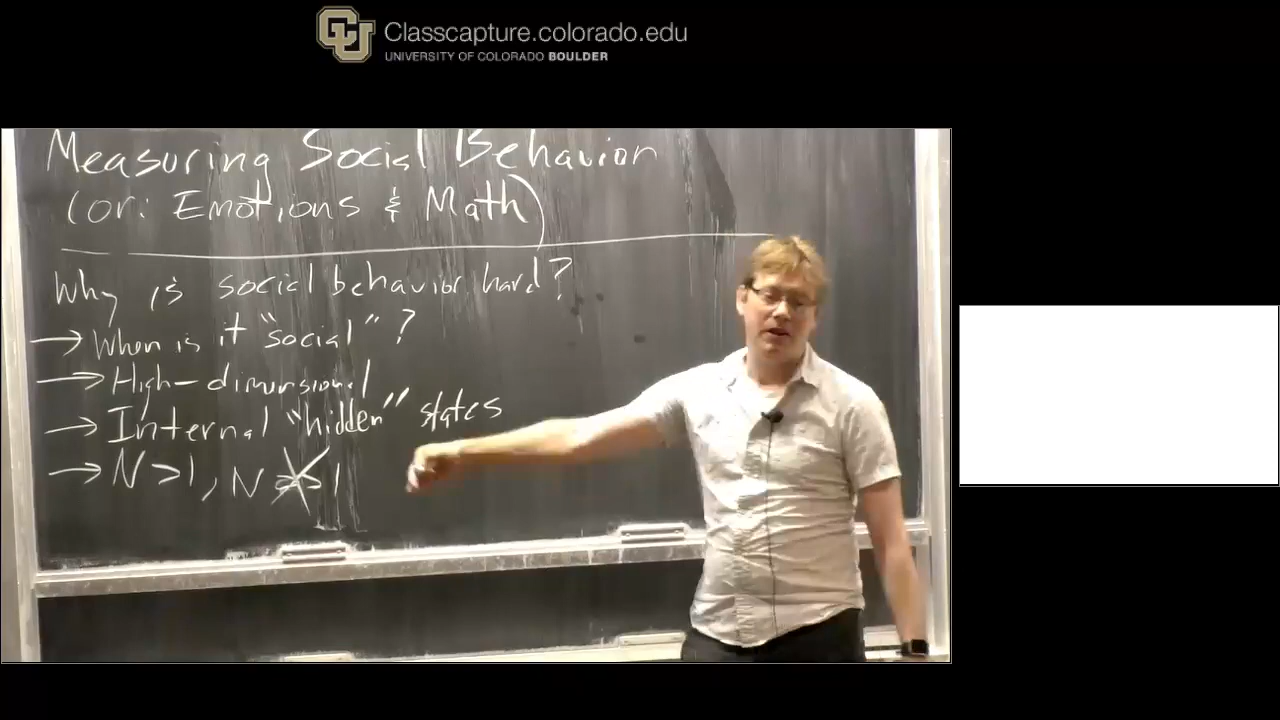 Classcapture.colorado.edu
UNIVERSITY OF COLORADO BOULDER
Measuring Social Behavior
(or: Emotions & Math)
Why is social behavior hard?
→ When is it "social"?
→ High-dimensional
→ Internal "hidden" states
→ N>1, N 1